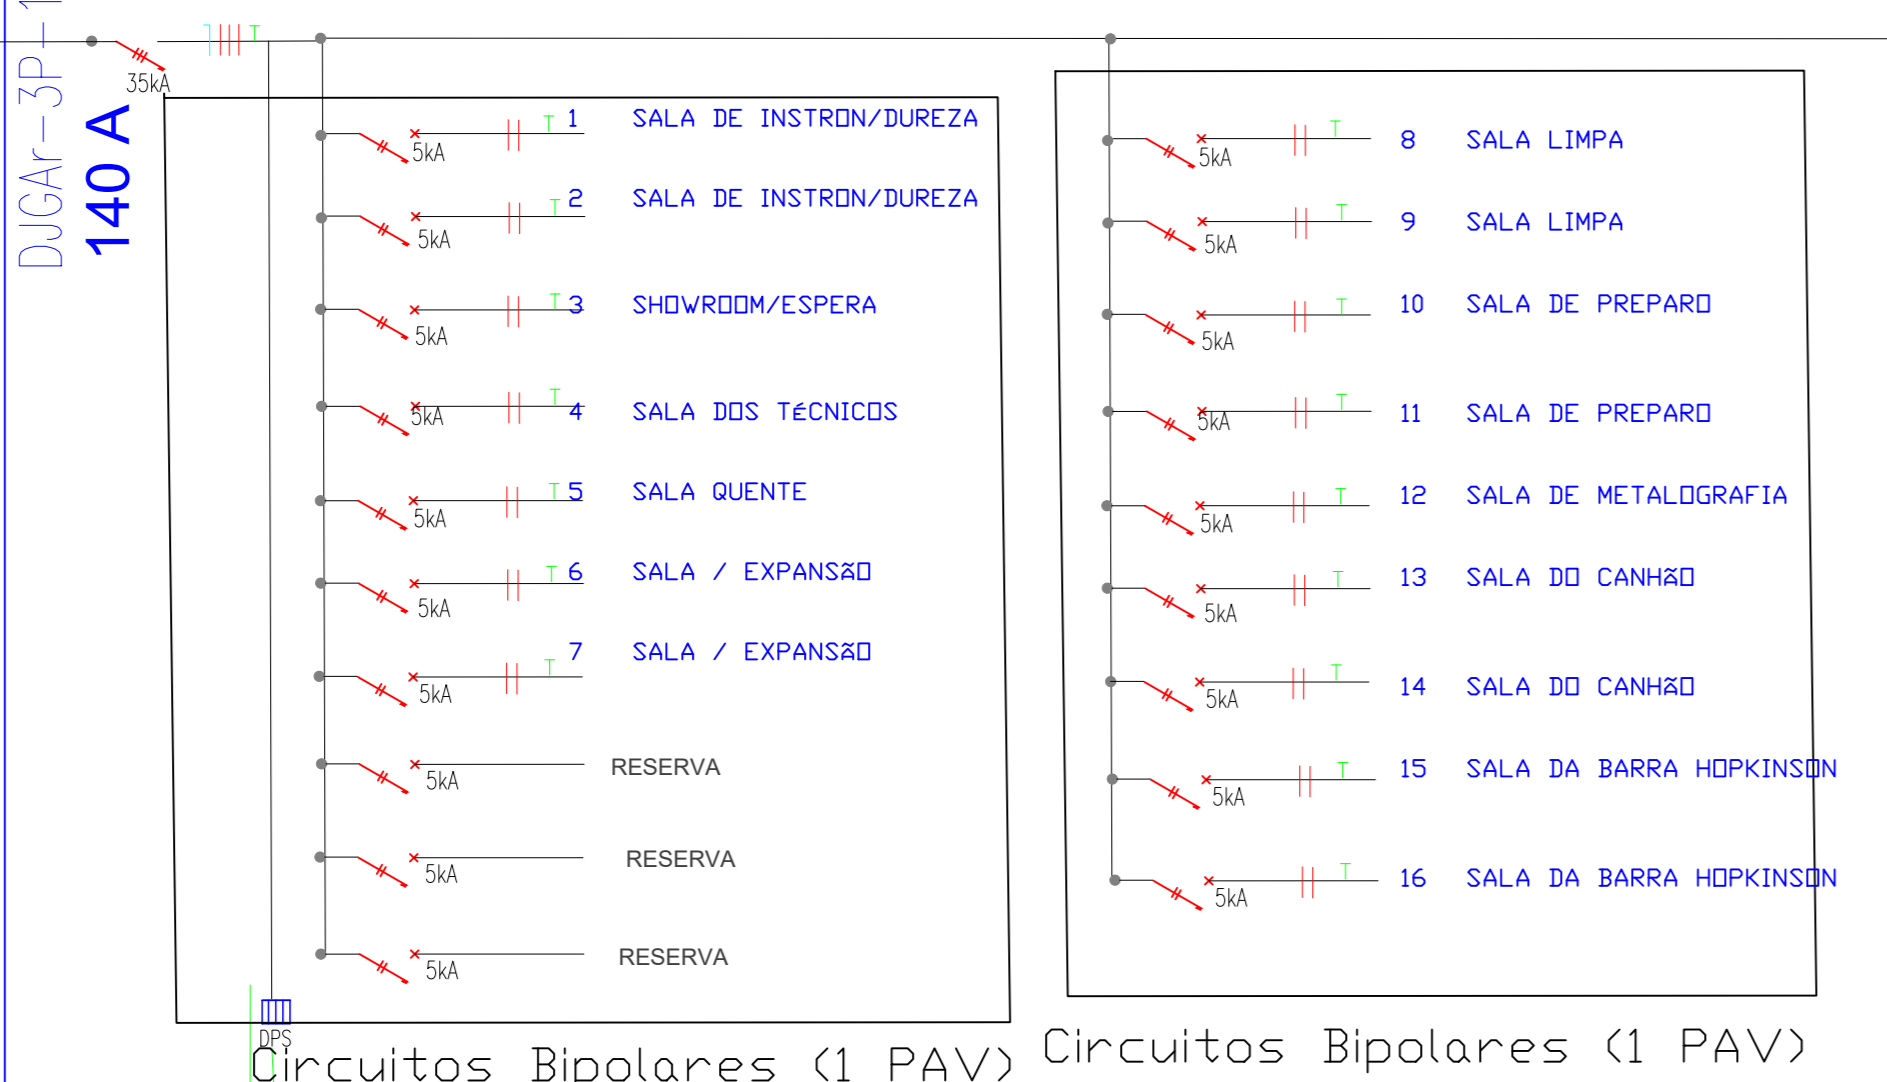 DJGAr-3P-1
140 A
35kA
T
5kA
T
1 SALA DE INSTRON/DUREZA
5kA
T
2 SALA DE INSTRON/DUREZA
5kA
T
3 SHOWROOM/ESPERA
5kA
T
4 SALA DOS TéCNICOS
5kA
T
5 SALA QUENTE
5kA
T
6 SALA / EXPANSãO
5kA
T
7 SALA / EXPANSãO
5kA
RESERVA
5kA
RESERVA
5kA
RESERVA
DPS
Circuitos Bipolares (1 PAV)
5kA
T
8 SALA LIMPA
5kA
T
9 SALA LIMPA
5kA
T
10 SALA DE PREPARO
5kA
T
11 SALA DE PREPARO
5kA
T
12 SALA DE METALOGRAFIA
5kA
T
13 SALA DO CANHãO
5kA
T
14 SALA DO CANHãO
5kA
T
15 SALA DA BARRA HOPKINSON
5kA
T
16 SALA DA BARRA HOPKINSON
Circuitos Bipolares (1 PAV)